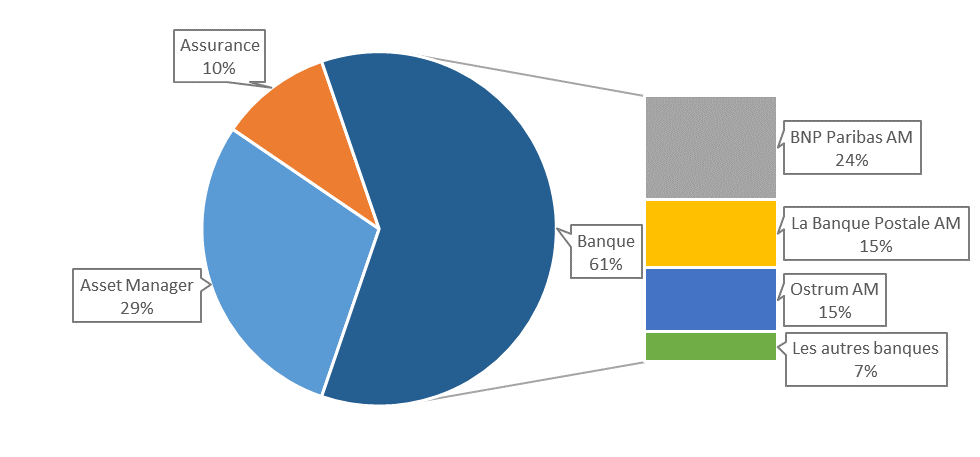 Assurance
10%
Asset Manager
29%
Banque
61%
BNP Paribas AM
24%
La Banque Postale AM
15%
Ostrum AM
15%
Les autres banques
7%